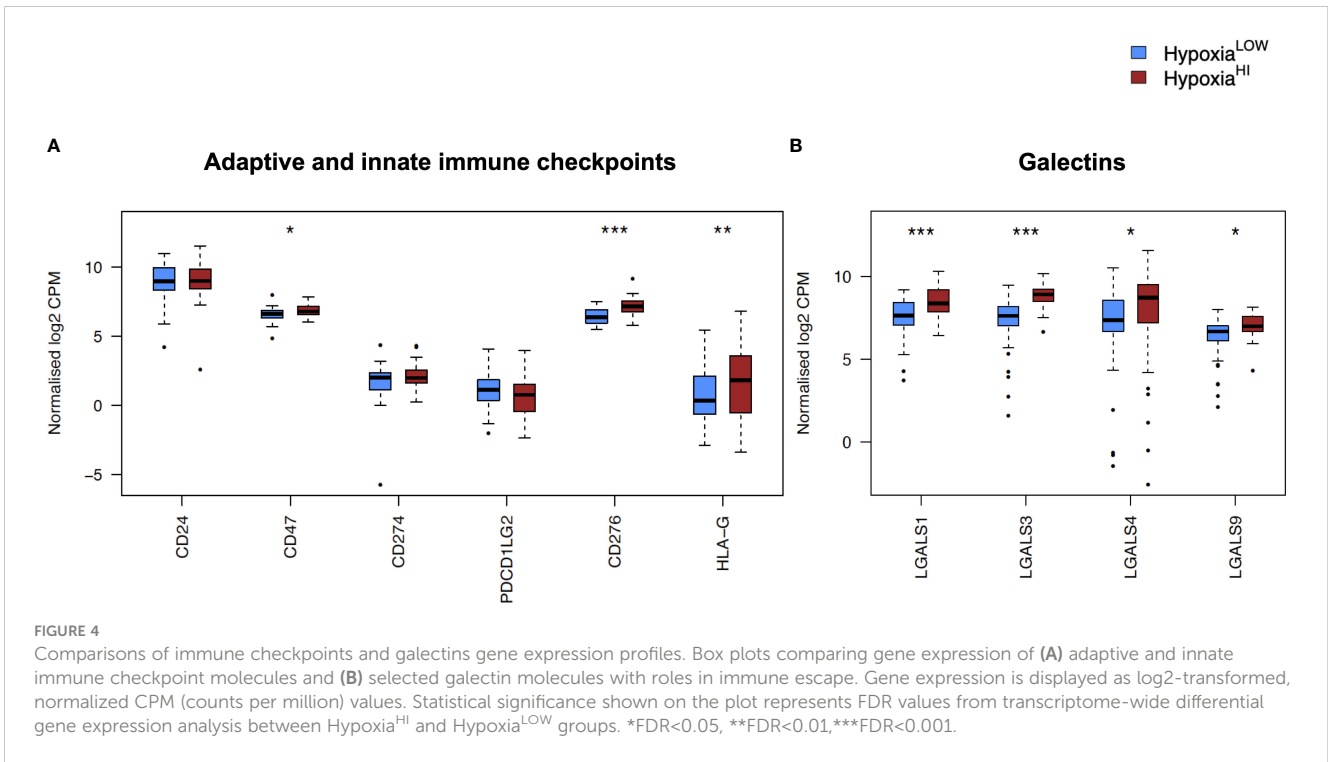 Hypoxia^LOW
Hypoxia^HI
A
Adaptive and innate immune checkpoints
*
***
**
Normalised log2 CPM
10
5
0
−5
CD24
CD47
CD274
PDCD1LG2
CD276
HLA−G
B
Galectins
***
***
*
*
Normalised log2 CPM
10
5
0
LGALS1
LGALS3
LGALS4
LGALS9
FIGURE 4
Comparisons of immune checkpoints and galectins gene expression profiles. Box plots comparing gene expression of (A) adaptive and innate
immune checkpoint molecules and (B) selected galectin molecules with roles in immune escape. Gene expression is displayed as log2-transformed,
normalized CPM (counts per million) values. Statistical significance shown on the plot represents FDR values from transcriptome-wide differential
gene expression analysis between Hypoxia^HI and Hypoxia^LOW groups. *FDR<0.05, **FDR<0.01,***FDR<0.001.